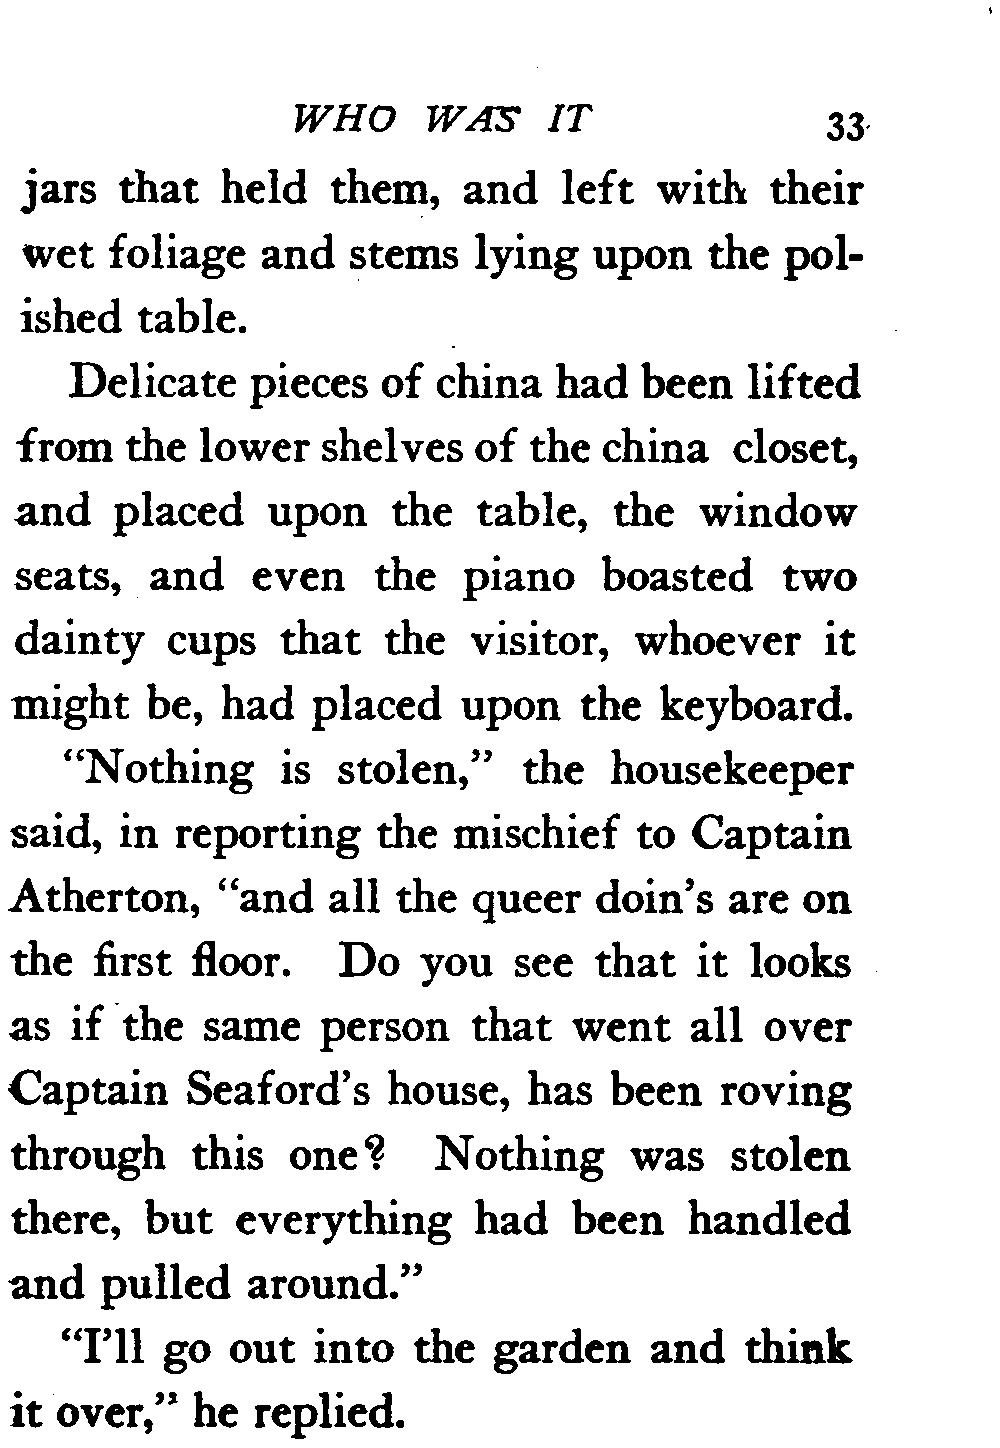 WHO WAS IT 33
jars that held them, and left with their
wet foliage and stems lying upon the pol-
ished table.
Delicate pieces of china had been lifted
from the lower shelves of the china closet,
and placed upon the table, the window
seats, and even the piano boasted two
dainty cups that the visitor, whoever it
might be, had placed upon the keyboard.
"Nothing is stolen," the housekeeper
said, in reporting the mischief to Captain
Atherton, "and all the queer doin's are on
the first floor. Do you see that it looks
as if the same person that went all over
Captain Seaford's house, has been roving
through this one? Nothing was stolen
there, but everything had been handled
and pulled around."
"I'll go out into the garden and think
it over," he replied.